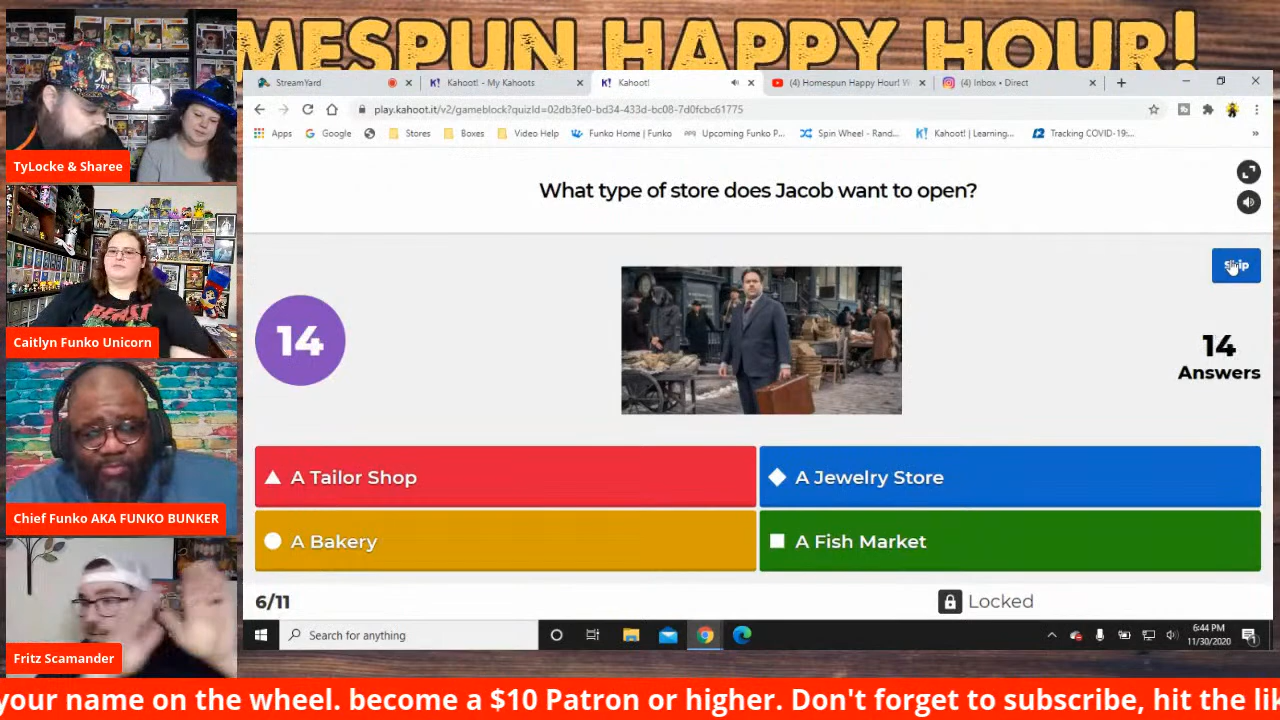 MESPUN HAPPY HOUR!
StreamYard
Kahoot! - My Kahoots
Kahoot!
(4) Homespun Happy Hour! W
(4) Inbox • Direct
play.kahoot.it/v2/gameblock?quizId=02db3fe0-bd34-433d-bc08-7d0fcbc61775
Apps
Google
Stores
Boxes
Video Help
Funko Home | Funko
Upcoming Funko P...
Spin Wheel - Rand...
Kahoot! | Learning...
Tracking COVID-19:...
What type of store does Jacob want to open?
Skip
14
14
Answers
A Tailor Shop
A Jewelry Store
A Bakery
A Fish Market
6/11
Locked
Search for anything
6:44 PM
11/30/2020
TyLocke & Sharee
Caitlyn Funko Unicorn
Chief Funko AKA FUNKO BUNKER
Fritz Scamander
your name on the wheel. become a $10 Patron or higher. Don't forget to subscribe, hit the li